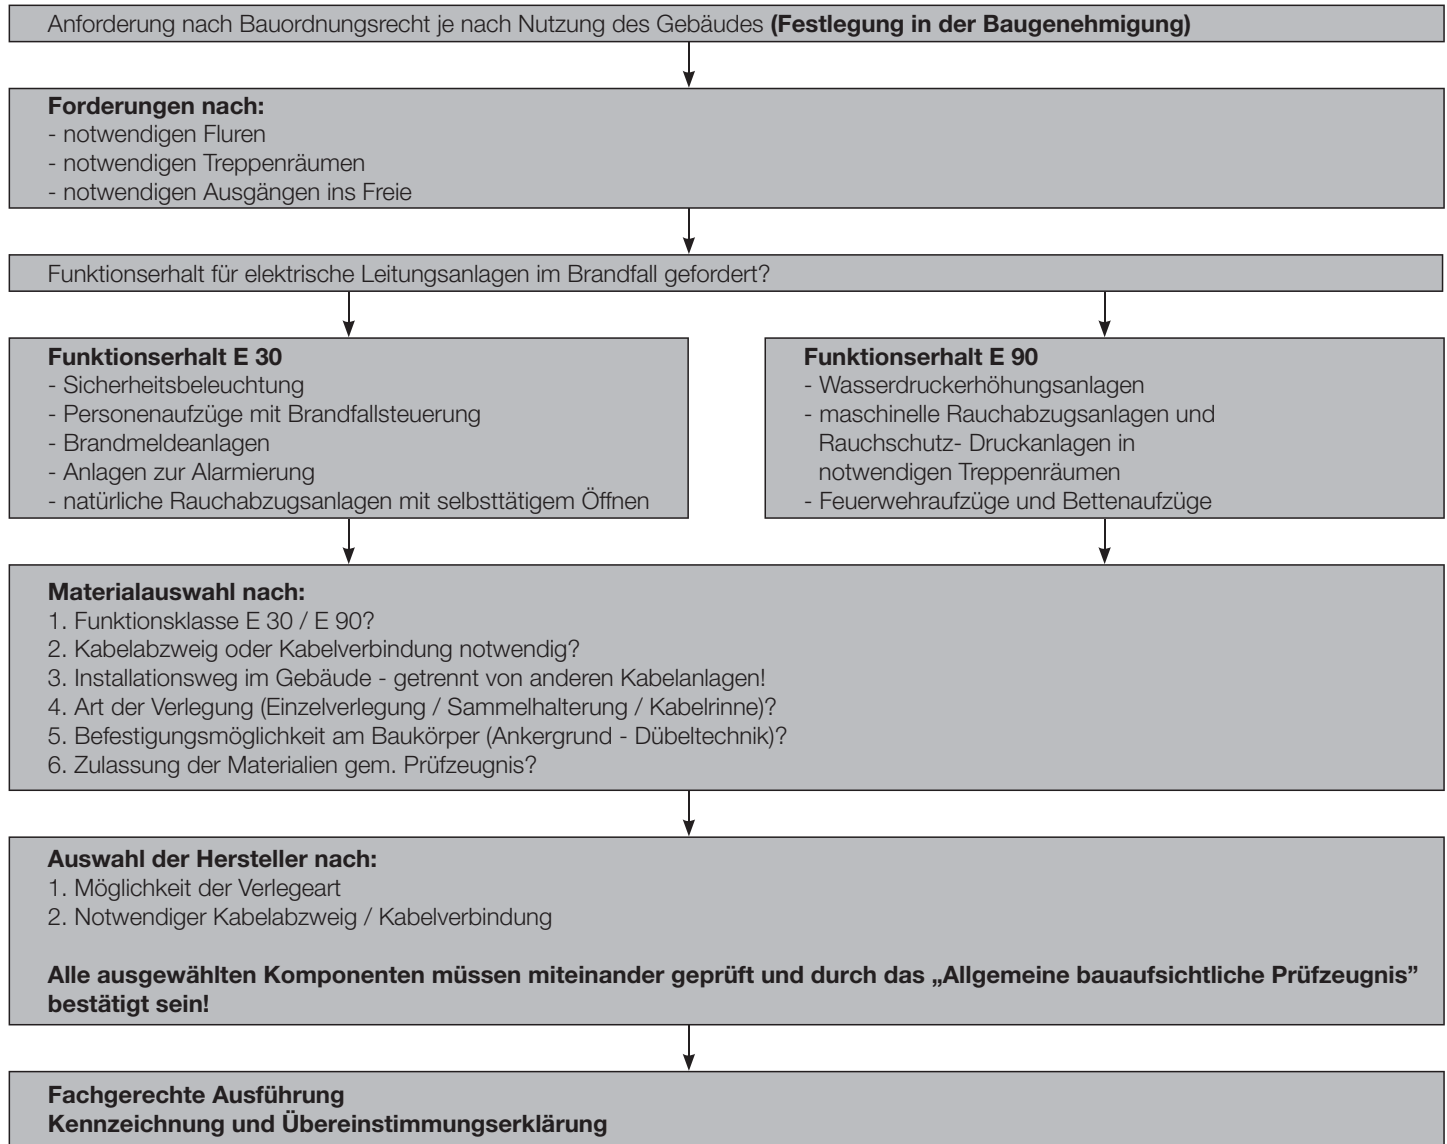 Anforderung nach Bauordnungsrecht je nach Nutzung des Gebäudes (Festlegung in der Baugenehmigung)
Forderungen nach:
- notwendigen Fluren
- notwendigen Treppenräumen
- notwendigen Ausgängen ins Freie
Funktionserhalt für elektrische Leitungsanlagen im Brandfall gefordert?
Funktionserhalt E 30
- Sicherheitsbeleuchtung
- Personenaufzüge mit Brandfallsteuerung
- Brandmeldeanlagen
- Anlagen zur Alarmierung
- natürliche Rauchabzugsanlagen mit selbsttätigem Öffnen
Funktionserhalt E 90
- Wasserdruckerhöhungsanlagen
- maschinelle Rauchabzugsanlagen und
Rauchschutz- Druckanlagen in
notwendigen Treppenräumen
- Feuerwehraufzüge und Bettenaufzüge
Materialauswahl nach:
1. Funktionsklasse E 30 / E 90?
2. Kabelabzweig oder Kabelverbindung notwendig?
3. Installationsweg im Gebäude - getrennt von anderen Kabelanlagen!
4. Art der Verlegung (Einzelverlegung / Sammelhalterung / Kabelrinne)?
5. Befestigungsmöglichkeit am Baukörper (Ankergrund - Dübeltechnik)?
6. Zulassung der Materialien gem. Prüfzeugnis?
Auswahl der Hersteller nach:
1. Möglichkeit der Verlegeart
2. Notwendiger Kabelabzweig / Kabelverbindung
Alle ausgewählten Komponenten müssen miteinander geprüft und durch das „Allgemeine bauaufsichtliche Prüfzeugnis”
bestätigt sein!
Fachgerechte Ausführung
Kennzeichnung und Übereinstimmungserklärung